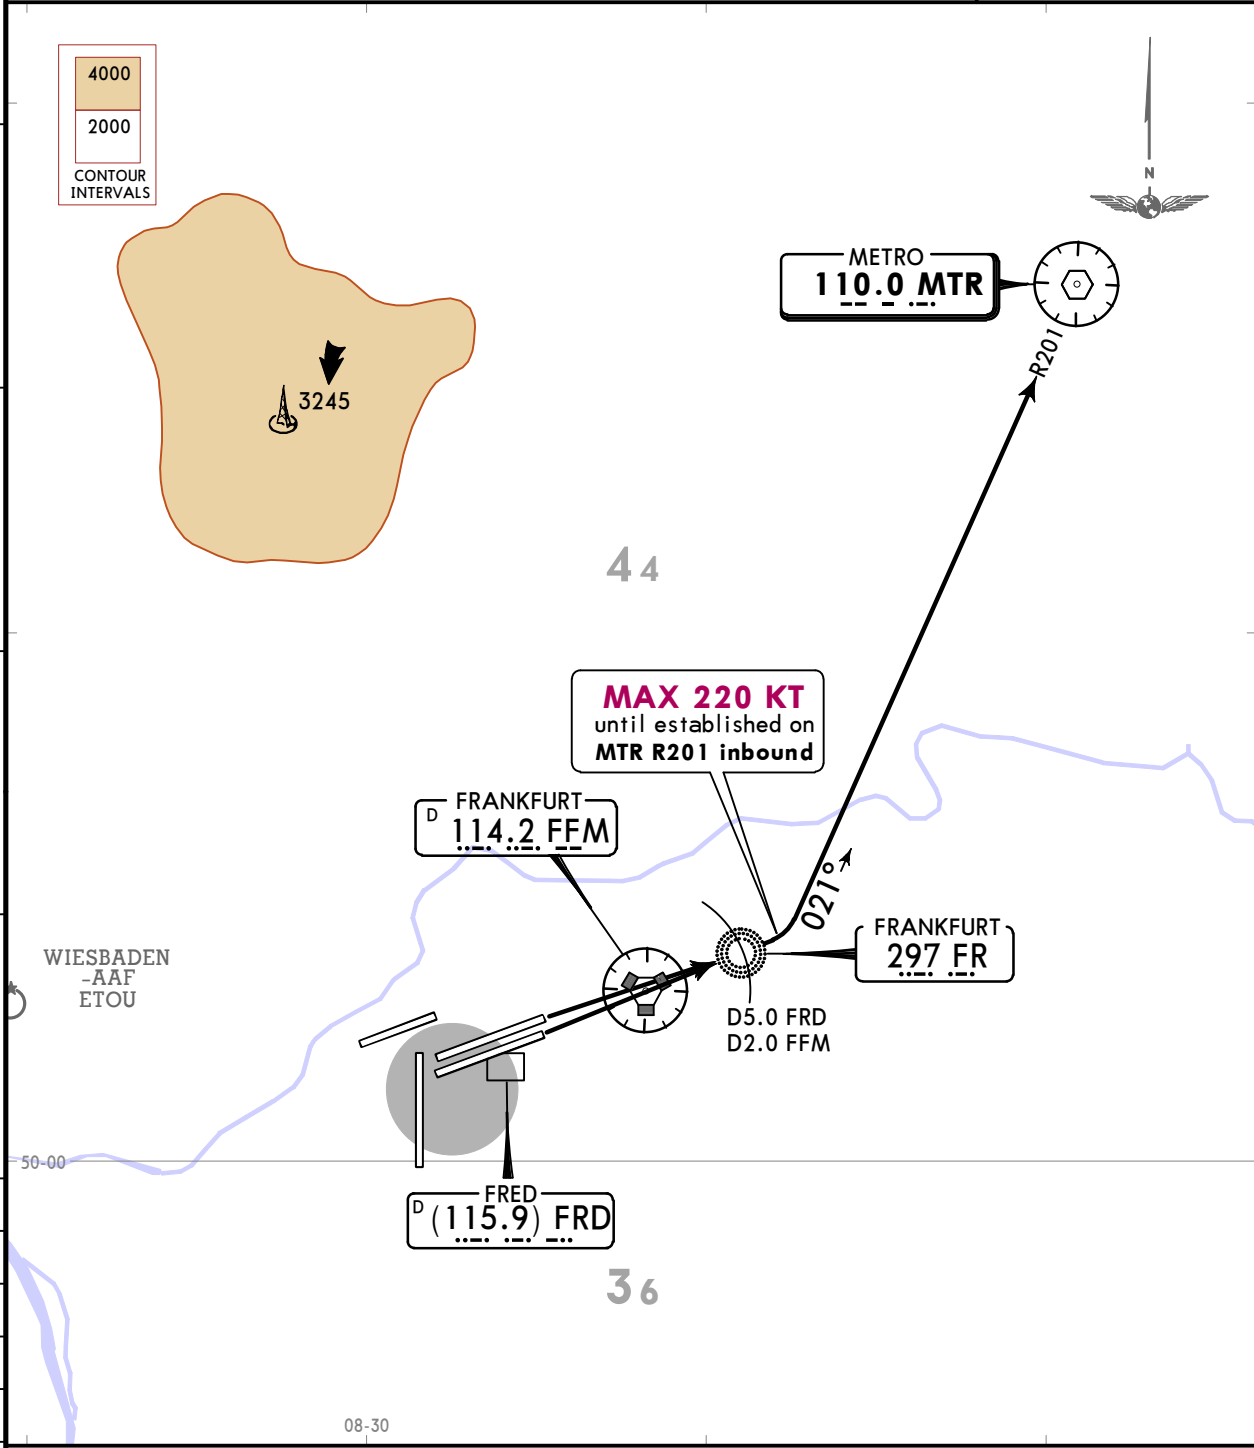 4000
2000
CONTOUR
INTERVALS
N
METRO
110.0 MTR
R201
3245
44
MAX 220 KT
until established on
MTR R201 inbound
FRANKFURT
D 114.2 FFM
021°
FRANKFURT
297 FR
WIESBADEN
-AAF
ETOU
D5.0 FRD
D2.0 FFM
50-00
FRED
D (115.9) FRD
36
08-30